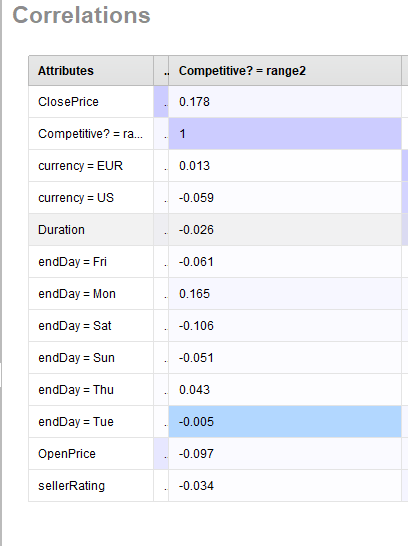 Correlations
Attributes .. Competitive? = range2
ClosePrice . 0.178
Competitive? = ra... . 1
currency = EUR . 0.013
currency = US . -0.059
Duration . -0.026
endDay = Fri . -0.061
endDay = Mon . 0.165
endDay = Sat . -0.106
endDay = Sun . -0.051
endDay = Thu . 0.043
endDay = Tue . -0.005
OpenPrice . -0.097
sellerRating . -0.034